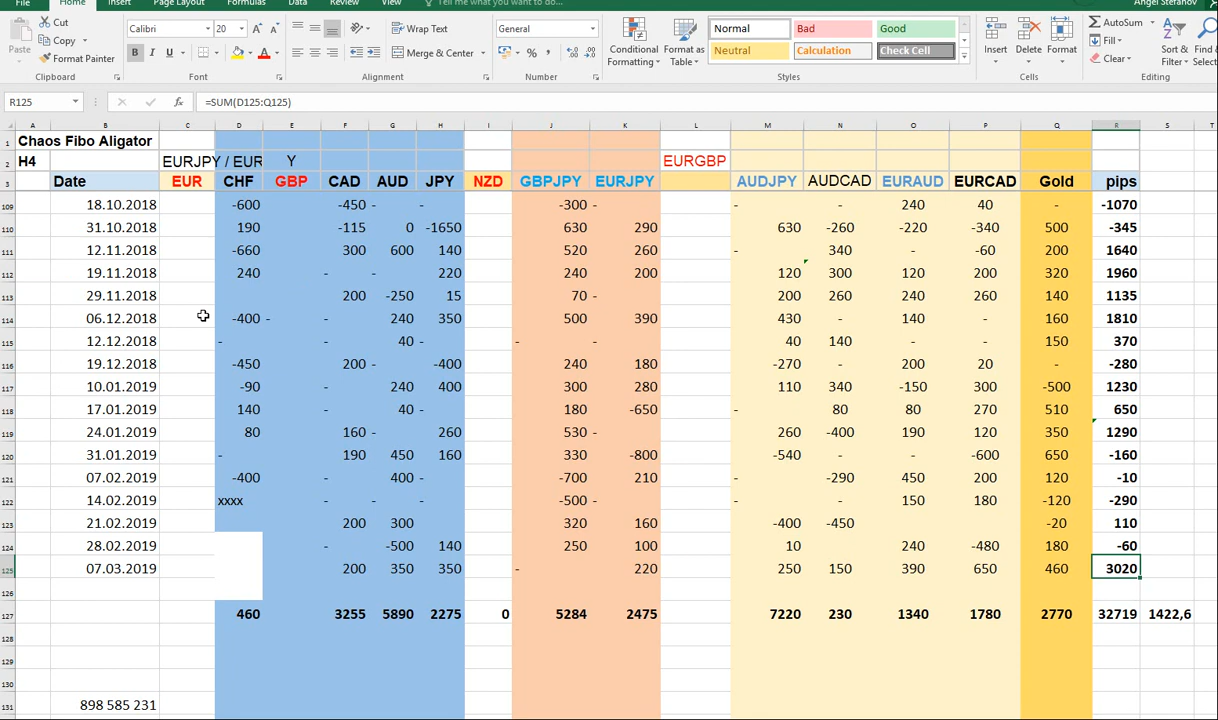 File Home Insert Page Layout Formulas Data Review View Tell me what you want to do... Angel Stefanov
Paste Cut Copy Format Painter Clipboard
Calibri 20 B I U Font
Wrap Text Merge & Center Alignment
General % Number
Conditional Formatting Format as Table Normal Bad Good Neutral Calculation Check Cell Styles
Insert Delete Format Cells
AutoSum Fill Clear Sort & Filter Editing
R125 fx =SUM(D125:Q125)
A B C D E F G H I J K L M N O P Q R S T
1 Chaos Fibo Aligator
2 H4 EURJPY / EUR Y EURGBP
3 Date EUR CHF GBP CAD AUD JPY NZD GBPJPY EURJPY AUDJPY AUDCAD EURAUD EURCAD Gold pips
109 18.10.2018 -600 -450 - - -300 - - - 240 40 - -1070
110 31.10.2018 190 -115 0 -1650 630 290 630 -260 -220 -340 500 -345
111 12.11.2018 -660 300 600 140 520 260 - 340 - -60 200 1640
112 19.11.2018 240 - - 220 240 200 120 300 120 200 320 1960
113 29.11.2018 200 -250 15 70 - 200 260 240 260 140 1135
114 06.12.2018 -400 - - 240 350 500 390 430 - 140 - 160 1810
115 12.12.2018 - 40 - - - 40 140 - - 150 370
116 19.12.2018 -450 200 - -400 240 180 -270 - 200 20 - -280
117 10.01.2019 -90 - 240 400 300 280 110 340 -150 300 -500 1230
118 17.01.2019 140 - 40 - 180 -650 - 80 80 270 510 650
119 24.01.2019 80 160 - 260 530 - 260 -400 190 120 350 1290
120 31.01.2019 - 190 450 160 330 -800 -540 - - -600 650 -160
121 07.02.2019 -400 - 400 - -700 210 - -290 450 200 120 -10
122 14.02.2019 xxxx - - - -500 - - - 150 180 -120 -290
123 21.02.2019 200 300 320 160 -400 -450 -20 110
124 28.02.2019 - -500 140 250 100 10 240 -480 180 -60
125 07.03.2019 200 350 350 - 220 250 150 390 650 460 3020
126
127 460 3255 5890 2275 0 5284 2475 7220 230 1340 1780 2770 32719 1422,6
128
129
130
131 898 585 231